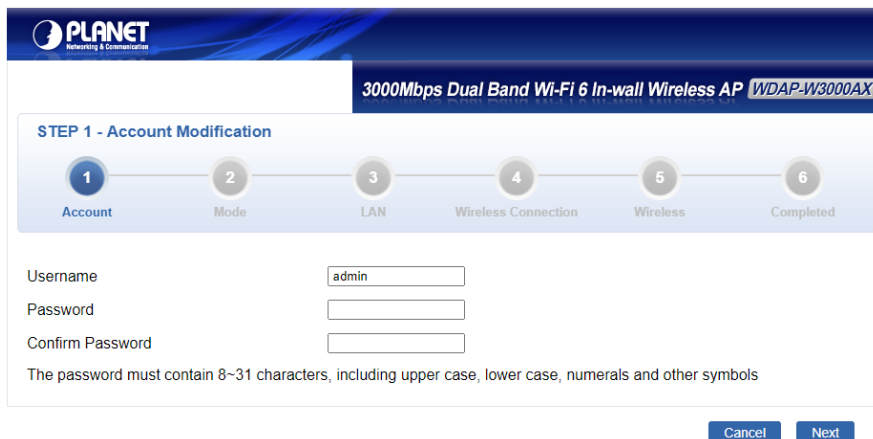 PLANET
Networking & Communication
3000Mbps Dual Band Wi-Fi 6 In-wall Wireless AP WDAP-W3000AX
STEP 1 - Account Modification
1 2 3 4 5 6
Account Mode LAN Wireless Connection Wireless Completed
Username admin
Password
Confirm Password
The password must contain 8~31 characters, including upper case, lower case, numerals and other symbols
Cancel Next